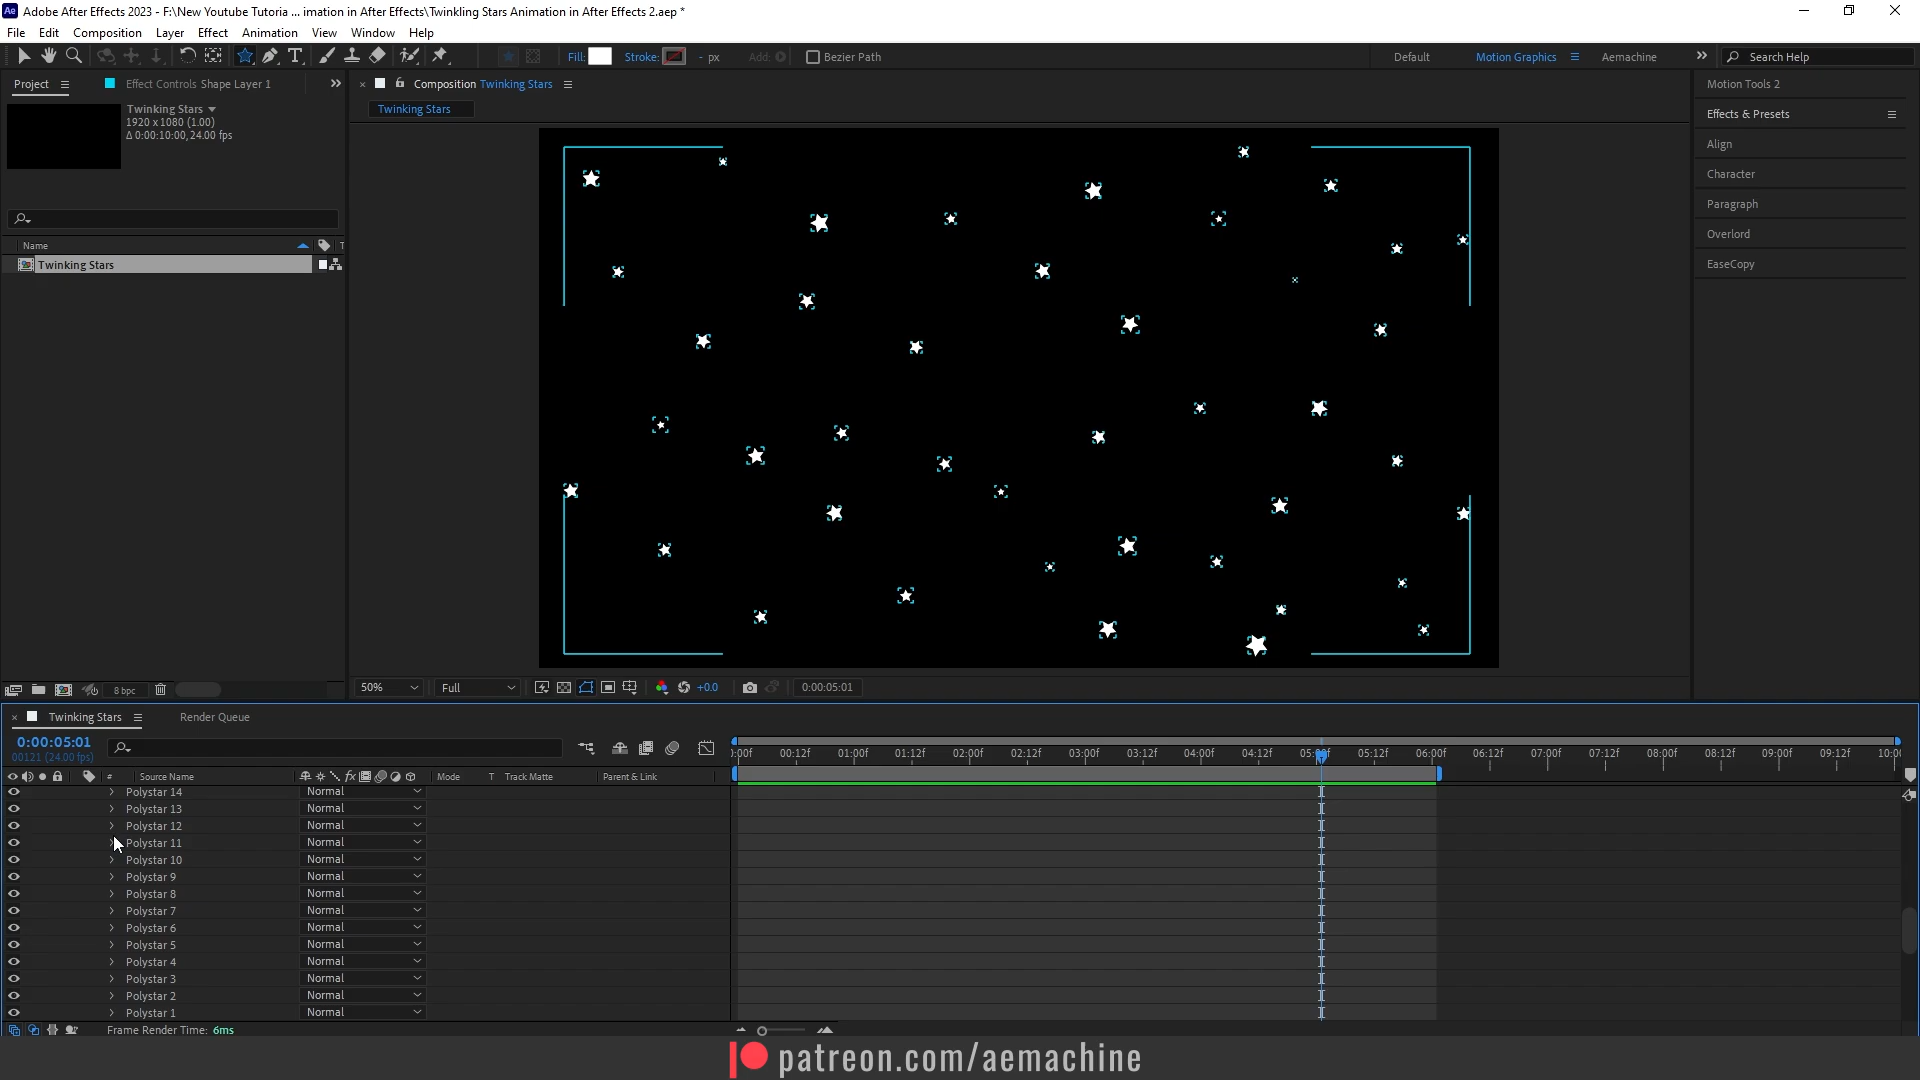 Ae Adobe After Effects 2023 - F:\New Youtube Tutoria ... imation in After Effects\Twinkling Stars Animation in After Effects 2.aep *
File Edit Composition Layer Effect Animation View Window Help
Fill: Stroke: - px Add: Bezier Path Default Motion Graphics Aemachine Search Help
Project Effect Controls Shape Layer 1 Composition Twinking Stars
Motion Tools 2
Twinking Stars
Twinking Stars
1920 x 1080 (1.00)
Δ 0:00:10:00, 24.00 fps
Effects & Presets
Align
Character
Paragraph
Overlord
EaseCopy
Name T
Twinking Stars
8 bpc 50% Full +0.0 0:00:05:01
Twinking Stars Render Queue
0:00:05:01
00121 (24.00 fps)
:00f 00:12f 01:00f 01:12f 02:00f 02:12f 03:00f 03:12f 04:00f 04:12f 05:00f 05:12f 06:00f 06:12f 07:00f 07:12f 08:00f 08:12f 09:00f 09:12f 10:00
# Source Name fx Mode T Track Matte Parent & Link
Polystar 14 Normal
Polystar 13 Normal
Polystar 12 Normal
Polystar 11 Normal
Polystar 10 Normal
Polystar 9 Normal
Polystar 8 Normal
Polystar 7 Normal
Polystar 6 Normal
Polystar 5 Normal
Polystar 4 Normal
Polystar 3 Normal
Polystar 2 Normal
Polystar 1 Normal
Frame Render Time: 6ms
patreon.com/aemachine